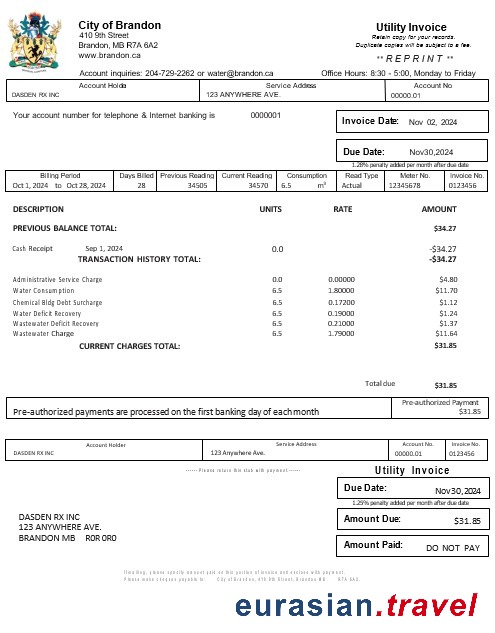 City of Brandon
410 9th Street
Brandon, MB R7A 6A2
www.brandon.ca
Utility Invoice
Retain copy for your records.
Duplicate copies will be subject to a fee.
** REPRINT **
Account inquiries: 204-729-2262 or water@brandon.ca
Office Hours: 8:30 - 5:00, Monday to Friday
Account Holder Service Address Account No
DASDEN RX INC 123 ANYWHERE AVE. 00000.01
Your account number for telephone & Internet banking is 0000001
Invoice Date: Nov 02, 2024
Due Date: Nov30,2024
1.28% penalty added per month after due date
Billing Period Days Billed Previous Reading Current Reading Consumption Read Type Meter No. Invoice No.
Oct 1, 2024 to Oct 28, 2024 28 34505 34570 6.5 m³ Actual 12345678 0123456
DESCRIPTION UNITS RATE AMOUNT
PREVIOUS BALANCE TOTAL: $34.27
Cash Receipt Sep 1, 2024 0.0 -$34.27
TRANSACTION HISTORY TOTAL: -$34.27
Administrative Service Charge 0.0 0.00000 $4.80
Water Consumption 6.5 1.80000 $11.70
Chemical Bldg Debt Surcharge 6.5 0.17200 $1.12
Water Deficit Recovery 6.5 0.19000 $1.24
Wastewater Deficit Recovery 6.5 0.21000 $1.37
Wastewater Charge 6.5 1.79000 $11.64
CURRENT CHARGES TOTAL: $31.85
Total due $31.85
Pre-authorized payments are processed on the first banking day of each month
Pre-authorized Payment
$31.85
Account Holder Service Address Account No. Invoice No.
DASDEN RX INC 123 Anywhere Ave. 00000.01 0123456
------Please return this stub with payment------
Utility Invoice
Due Date: Nov30,2024
1.25% penalty added per month after due date
Amount Due: $31.85
Amount Paid: DO NOT PAY
DASDEN RX INC
123 ANYWHERE AVE.
BRANDON MB R0R 0R0
If mailing, please specify amount paid on this portion of invoice and enclose with payment.
Please make cheques payable to: City of Brandon, 410 9th Street, Brandon MB R7A 6A2
eurasian.travel